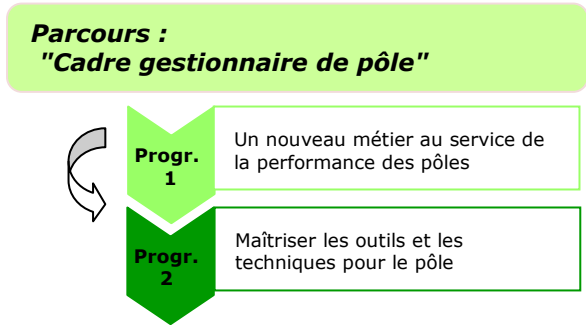 Parcours :
"Cadre gestionnaire de pôle"
Progr.
1
Un nouveau métier au service de
la performance des pôles
Progr.
2
Maîtriser les outils et les
techniques pour le pôle